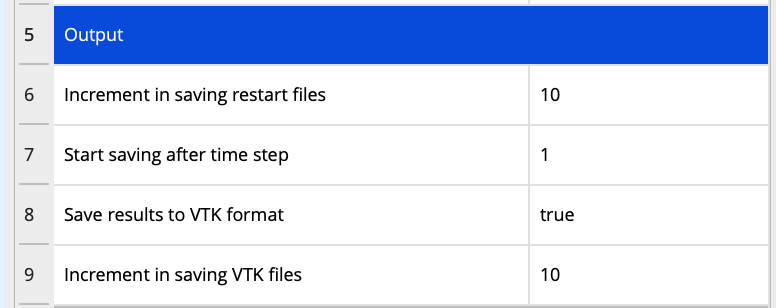 5 Output
6 Increment in saving restart files 10
7 Start saving after time step 1
8 Save results to VTK format true
9 Increment in saving VTK files 10